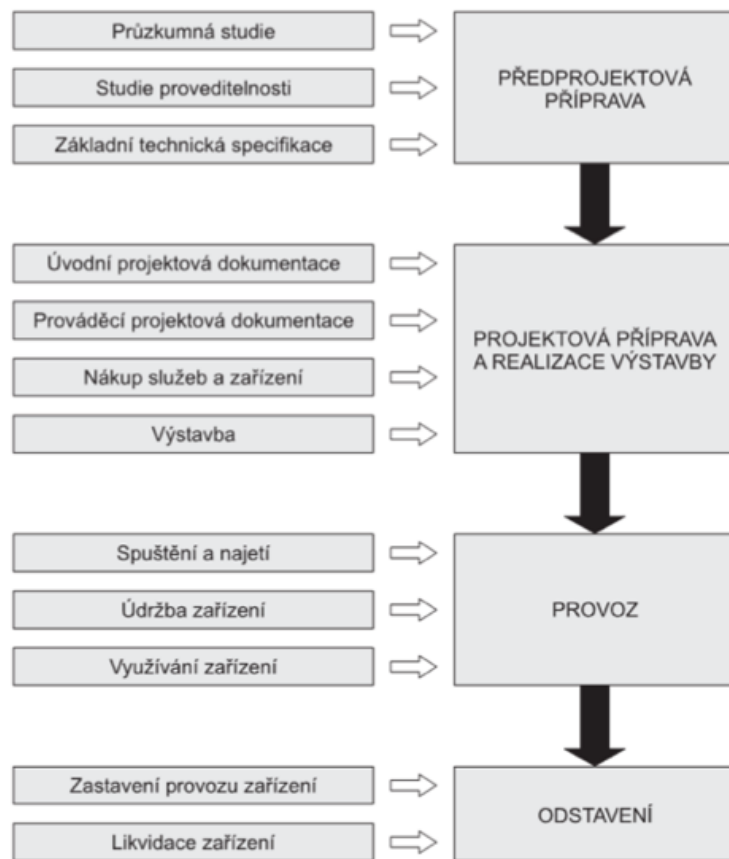 Průzkumná studie
Studie proveditelnosti
Základní technická specifikace
PŘEDPROJEKTOVÁ
PŘÍPRAVA
Úvodní projektová dokumentace
Prováděcí projektová dokumentace
Nákup služeb a zařízení
Výstavba
PROJEKTOVÁ PŘÍPRAVA
A REALIZACE VÝSTAVBY
Spuštění a najetí
Údržba zařízení
Využívání zařízení
PROVOZ
Zastavení provozu zařízení
Likvidace zařízení
ODSTAVENÍ